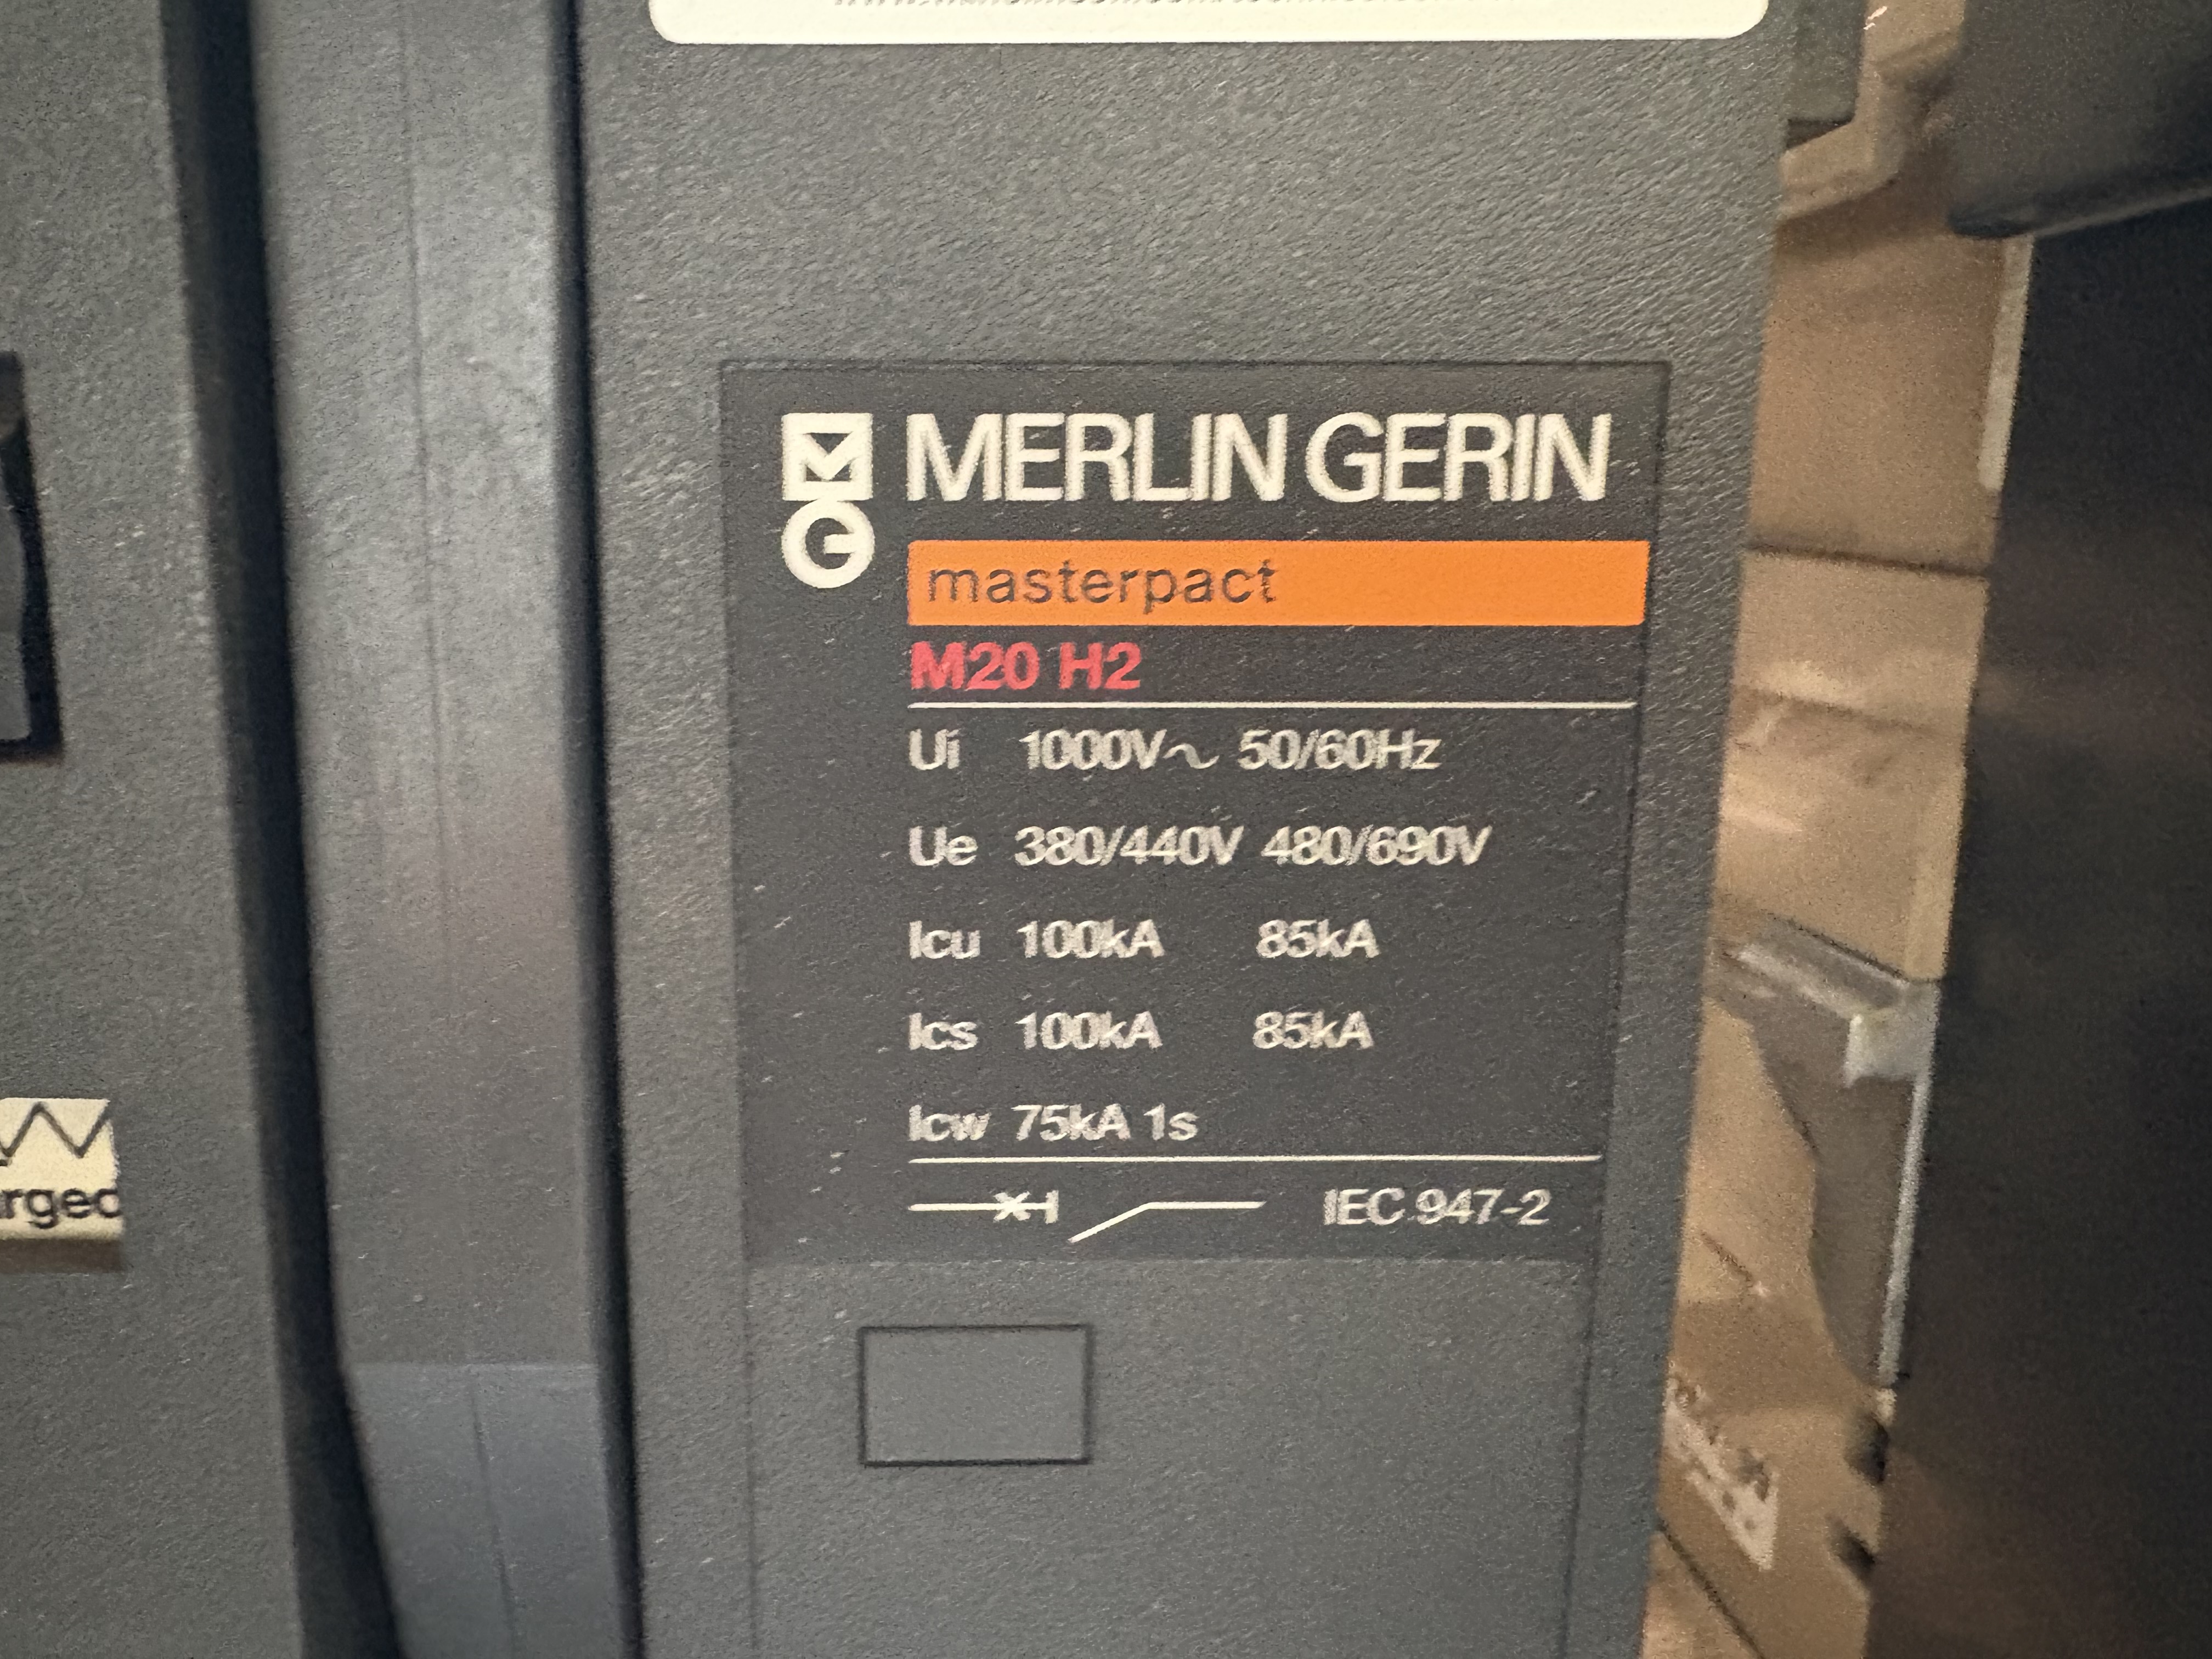 MERLIN GERIN
masterpact
M20 H2
Ui 1000V~ 50/60Hz
Ue 380/440V 480/690V
Icu 100kA 85kA
Ics 100kA 85kA
Icw 75kA 1s
IEC 947-2
rged